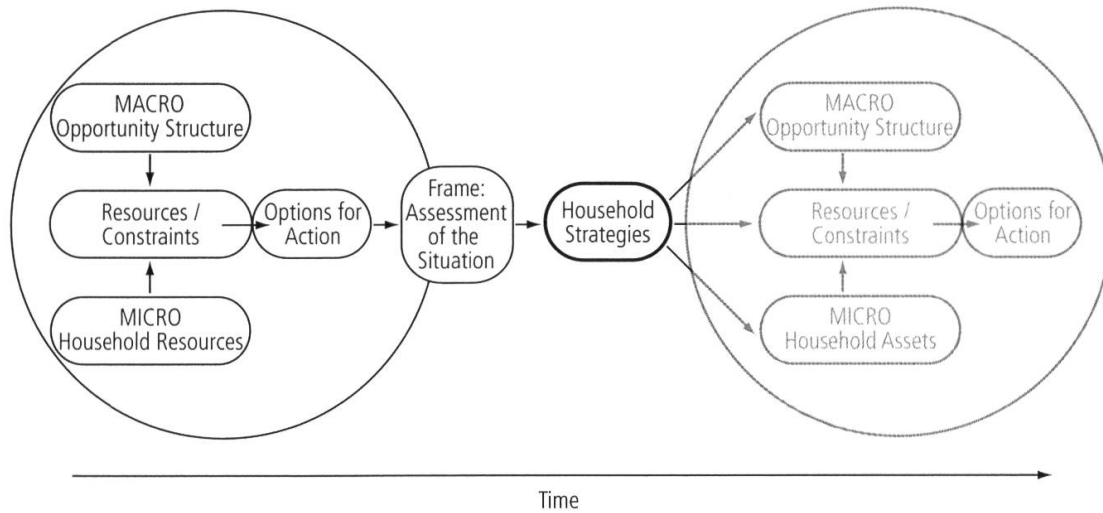 MACRO
Opportunity Structure
Resources /
Constraints
Options for
Action
MICRO
Household Resources
Frame:
Assessment
of the
Situation
Household
Strategies
MACRO
Opportunity Structure
Resources /
Constraints
Options for
Action
MICRO
Household Assets
Time